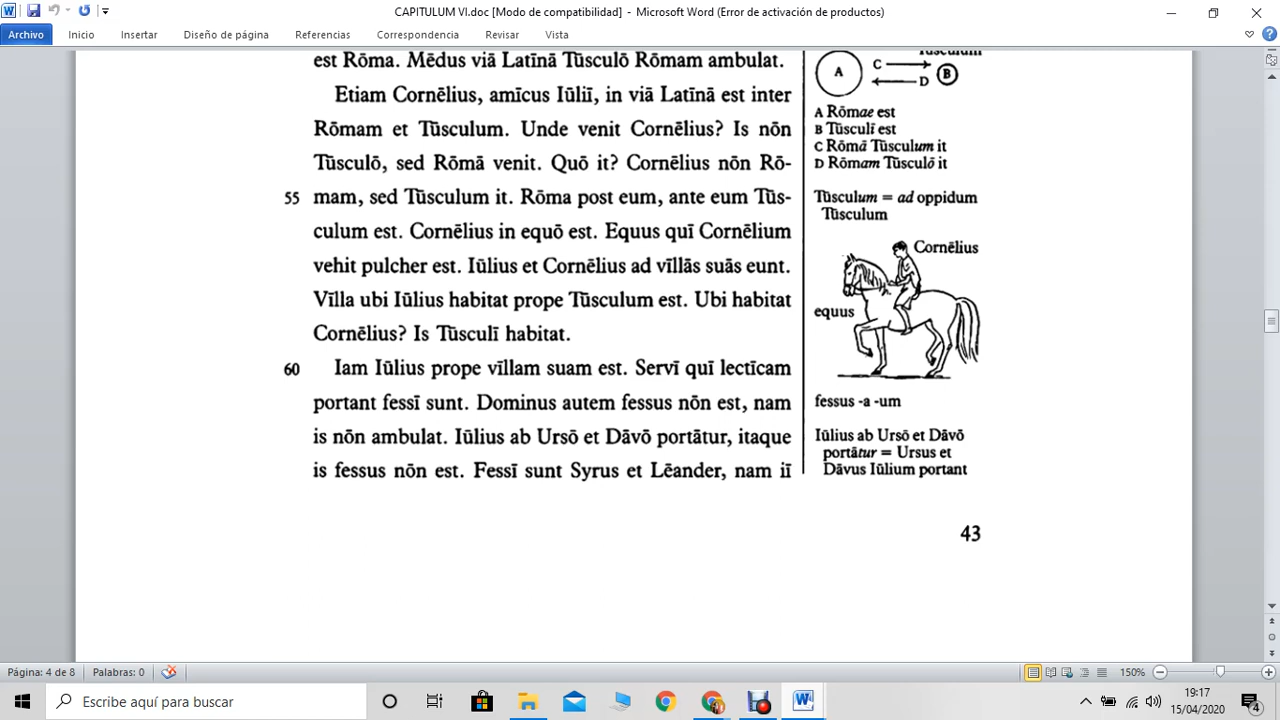 CAPITULUM VI.doc [Modo de compatibilidad] - Microsoft Word (Error de activación de productos)
Archivo Inicio Insertar Diseño de página Referencias Correspondencia Revisar Vista
est Rōma. Mēdus viā Latīnā Tūsculō Rōmam ambulat.
Etiam Cornēlius, amīcus Iūliī, in viā Latīnā est inter
Rōmam et Tūsculum. Unde venit Cornēlius? Is nōn
Tūsculō, sed Rōmā venit. Quō it? Cornēlius nōn Rō-
55 mam, sed Tūsculum it. Rōma post eum, ante eum Tūs-
culum est. Cornēlius in equō est. Equus quī Cornēlium
vehit pulcher est. Iūlius et Cornēlius ad vīllās suās eunt.
Vīlla ubi Iūlius habitat prope Tūsculum est. Ubi habitat
Cornēlius? Is Tūsculī habitat.
60 Iam Iūlius prope vīllam suam est. Servī quī lectīcam
portant fessī sunt. Dominus autem fessus nōn est, nam
is nōn ambulat. Iūlius ab Ursō et Dāvō portātur, itaque
is fessus nōn est. Fessī sunt Syrus et Lēander, nam iī
Tūsculum
A C B
D
A Rōmae est
B Tūsculī est
C Rōmā Tūsculum it
D Rōmam Tūsculō it
Tūsculum = ad oppidum
Tūsculum
Cornēlius
equus
fessus -a -um
Iūlius ab Ursō et Dāvō
portātur = Ursus et
Dāvus Iūlium portant
43
Página: 4 de 8 Palabras: 0 150%
Escribe aquí para buscar
9:17
15/04/2020
4